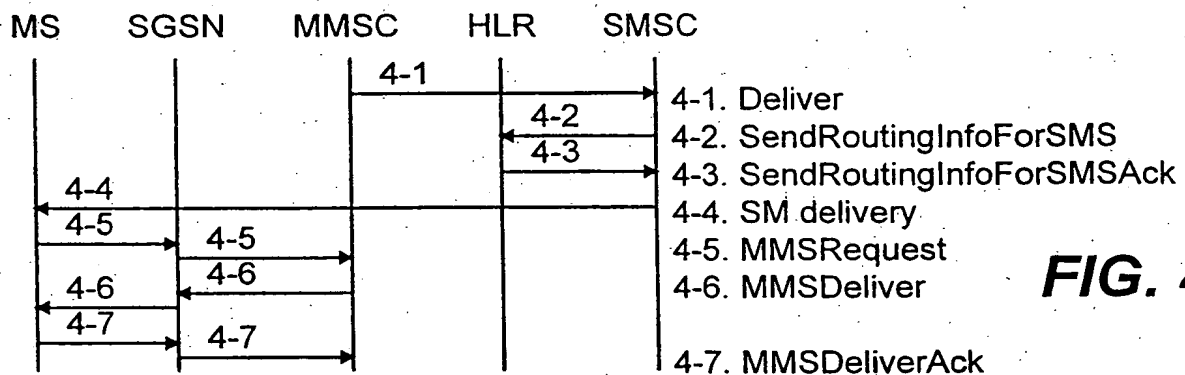 MS SGSN MMSC HLR SMSC
4-1
4-1. Deliver
4-2
4-2. SendRoutingInfoForSMS
4-3
4-3. SendRoutingInfoForSMSAck
4-4
4-4. SM delivery
4-5 4-5
4-5. MMSRequest
4-6 4-6
4-6. MMSDeliver
FIG. 4
4-7 4-7
4-7. MMSDeliverAck